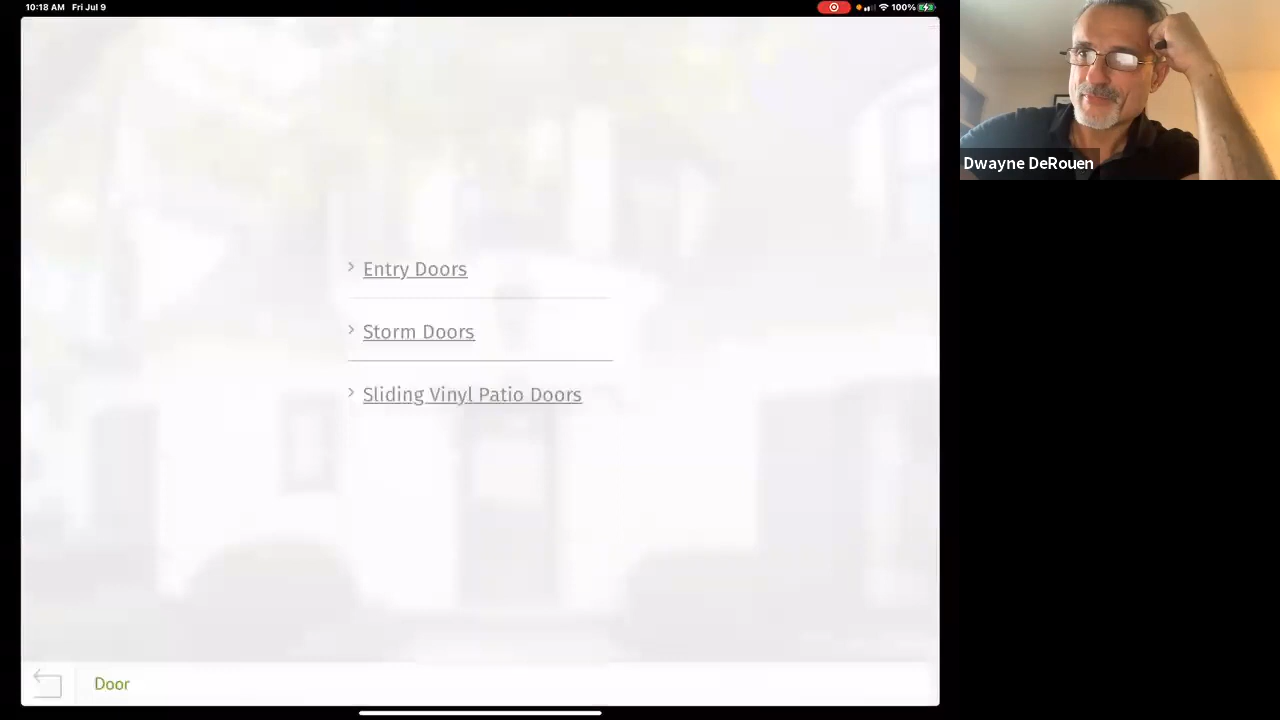 10:18 AM Fri Jul 9
100%
Dwayne DeRouen
> Entry Doors
> Storm Doors
> Sliding Vinyl Patio Doors
Door